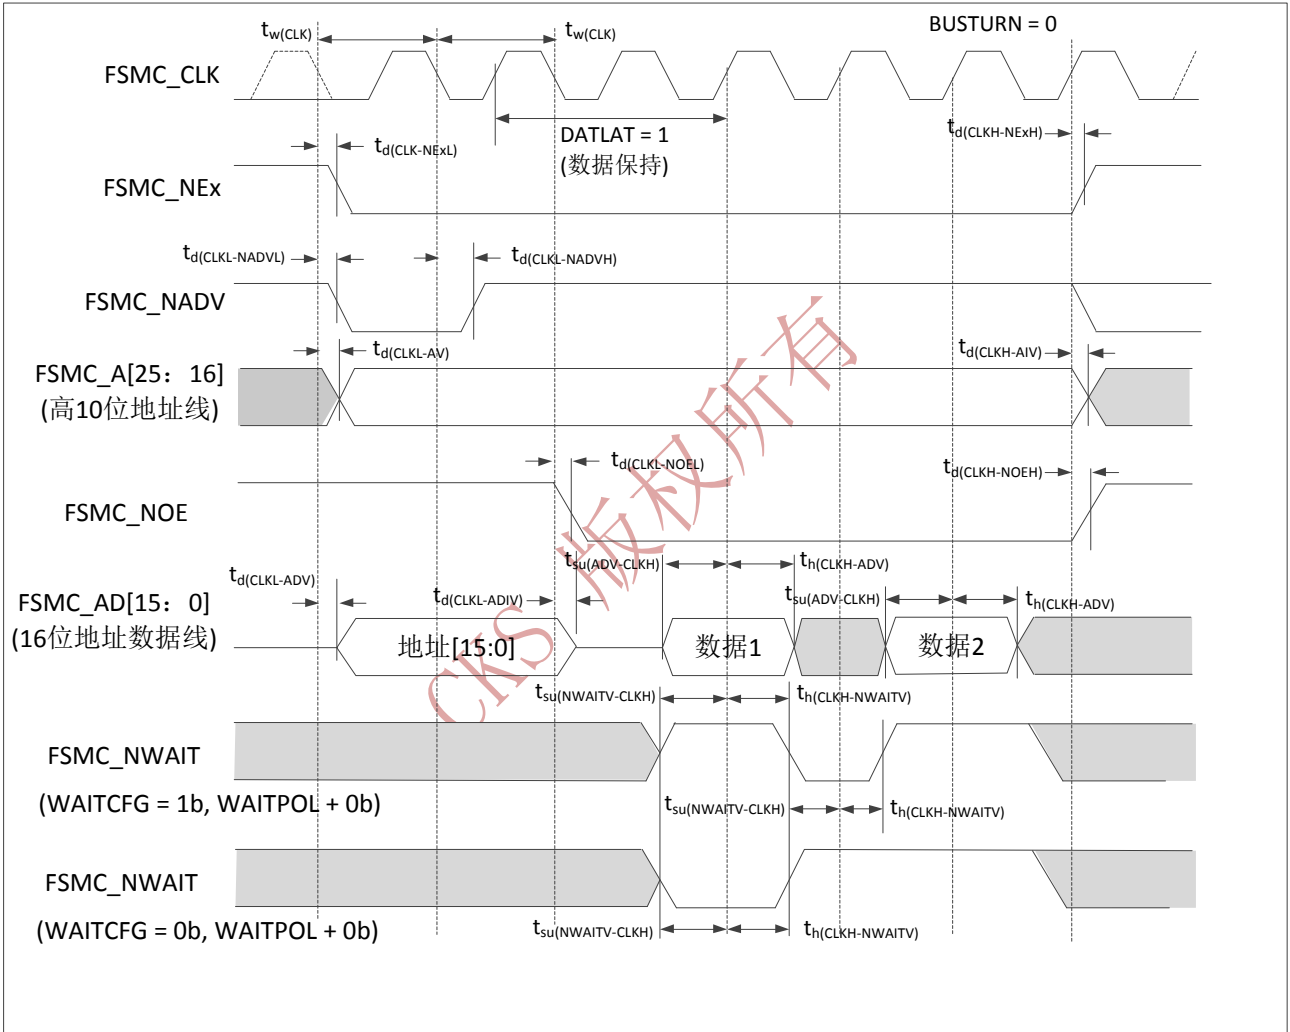 BUSTURN = 0
tw(CLK)
tw(CLK)
FSMC_CLK
DATLAT = 1
(数据保持)
td(CLK-NExL)
td(CLKH-NExH)
FSMC_NEx
td(CLKL-NADVL)
td(CLKL-NADVH)
FSMC_NADV
td(CLKL-AV)
td(CLKH-AIV)
FSMC_A[25：16]
(高10位地址线)
td(CLKL-NOEL)
td(CLKH-NOEH)
FSMC_NOE
tsu(ADV-CLKH)
th(CLKH-ADV)
td(CLKL-ADV)
td(CLKL-ADIV)
tsu(ADV-CLKH)
th(CLKH-ADV)
FSMC_AD[15：0]
(16位地址数据线)
地址[15:0]
数据1
数据2
tsu(NWAITV-CLKH)
th(CLKH-NWAITV)
FSMC_NWAIT
(WAITCFG = 1b, WAITPOL + 0b)
tsu(NWAITV-CLKH)
th(CLKH-NWAITV)
FSMC_NWAIT
(WAITCFG = 0b, WAITPOL + 0b)
tsu(NWAITV-CLKH)
th(CLKH-NWAITV)
CKS 版权所有